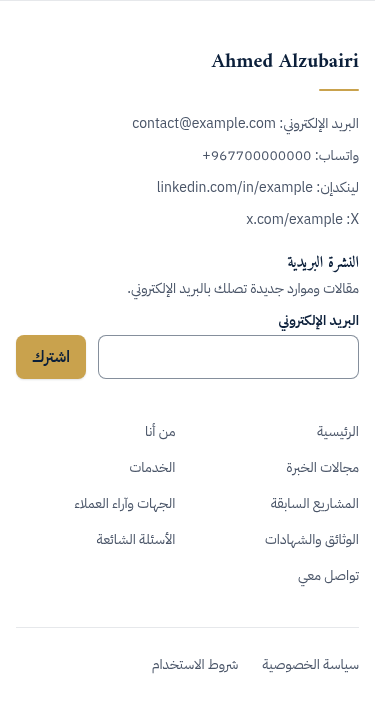 Ahmed Alzubairi
البريد الإلكتروني: contact@example.com
واتساب: 967700000000+
لينكدإن: linkedin.com/in/example
X: x.com/example
النشرة البريدية
مقالات وموارد جديدة تصلك بالبريد الإلكتروني.
البريد الإلكتروني
اشترك
الرئيسية
من أنا
مجالات الخبرة
الخدمات
المشاريع السابقة
الجهات وآراء العملاء
الوثائق والشهادات
الأسئلة الشائعة
تواصل معي
سياسة الخصوصية
شروط الاستخدام